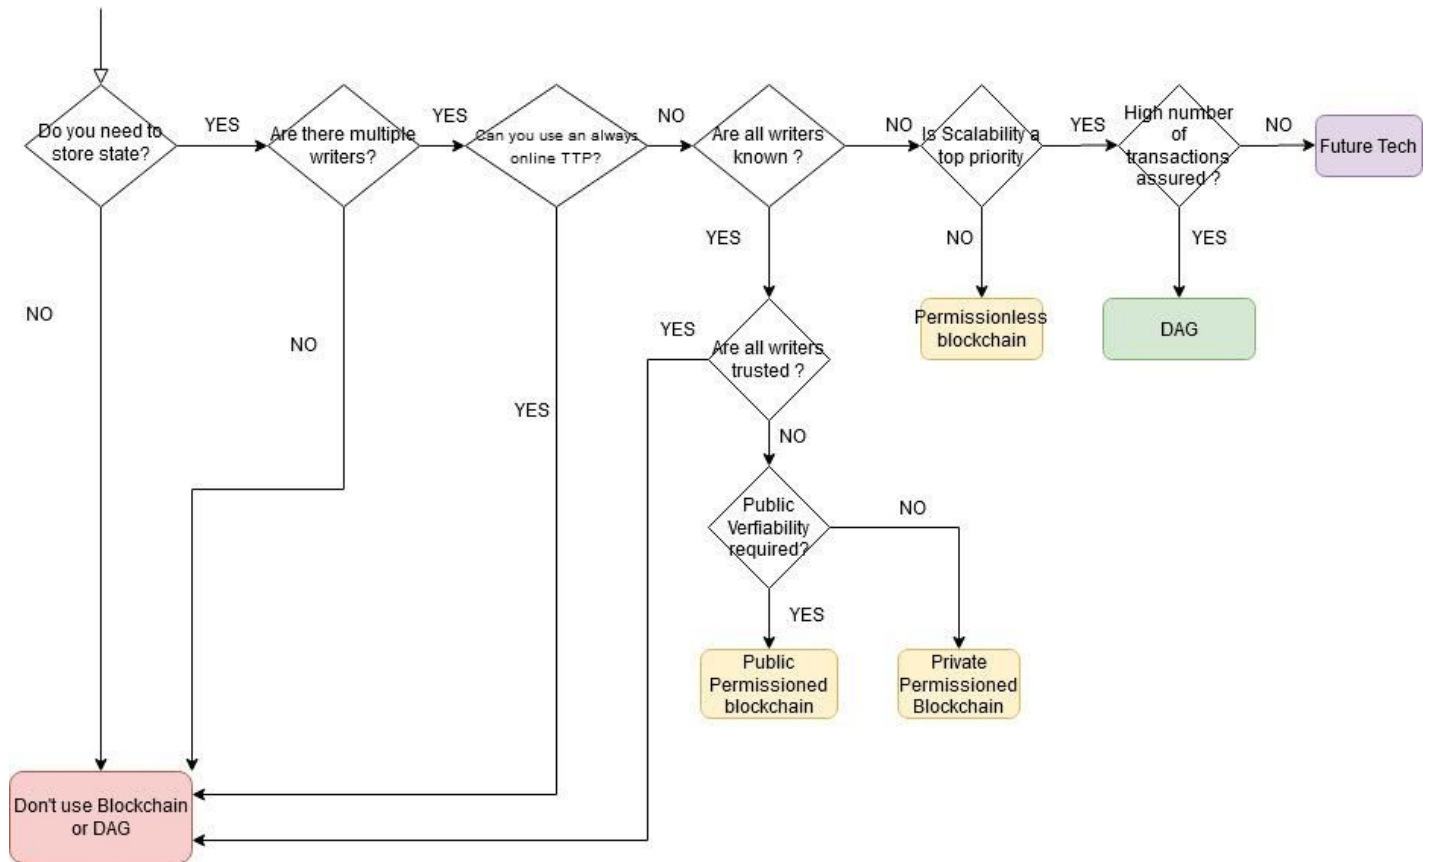 Do you need to
store state?
YES
Are there multiple
writers?
YES
Can you use an always
online TTP?
NO
Are all writers
known ?
NO
Is Scalability a
top priority
YES
High number
of
transactions
assured ?
NO
Future Tech
YES
NO
YES
NO
Permissionless
blockchain
DAG
NO
YES
Are all writers
trusted ?
YES
NO
Public
Verfiability
required?
NO
YES
Public
Permissioned
blockchain
Private
Permissioned
Blockchain
Don't use Blockchain
or DAG